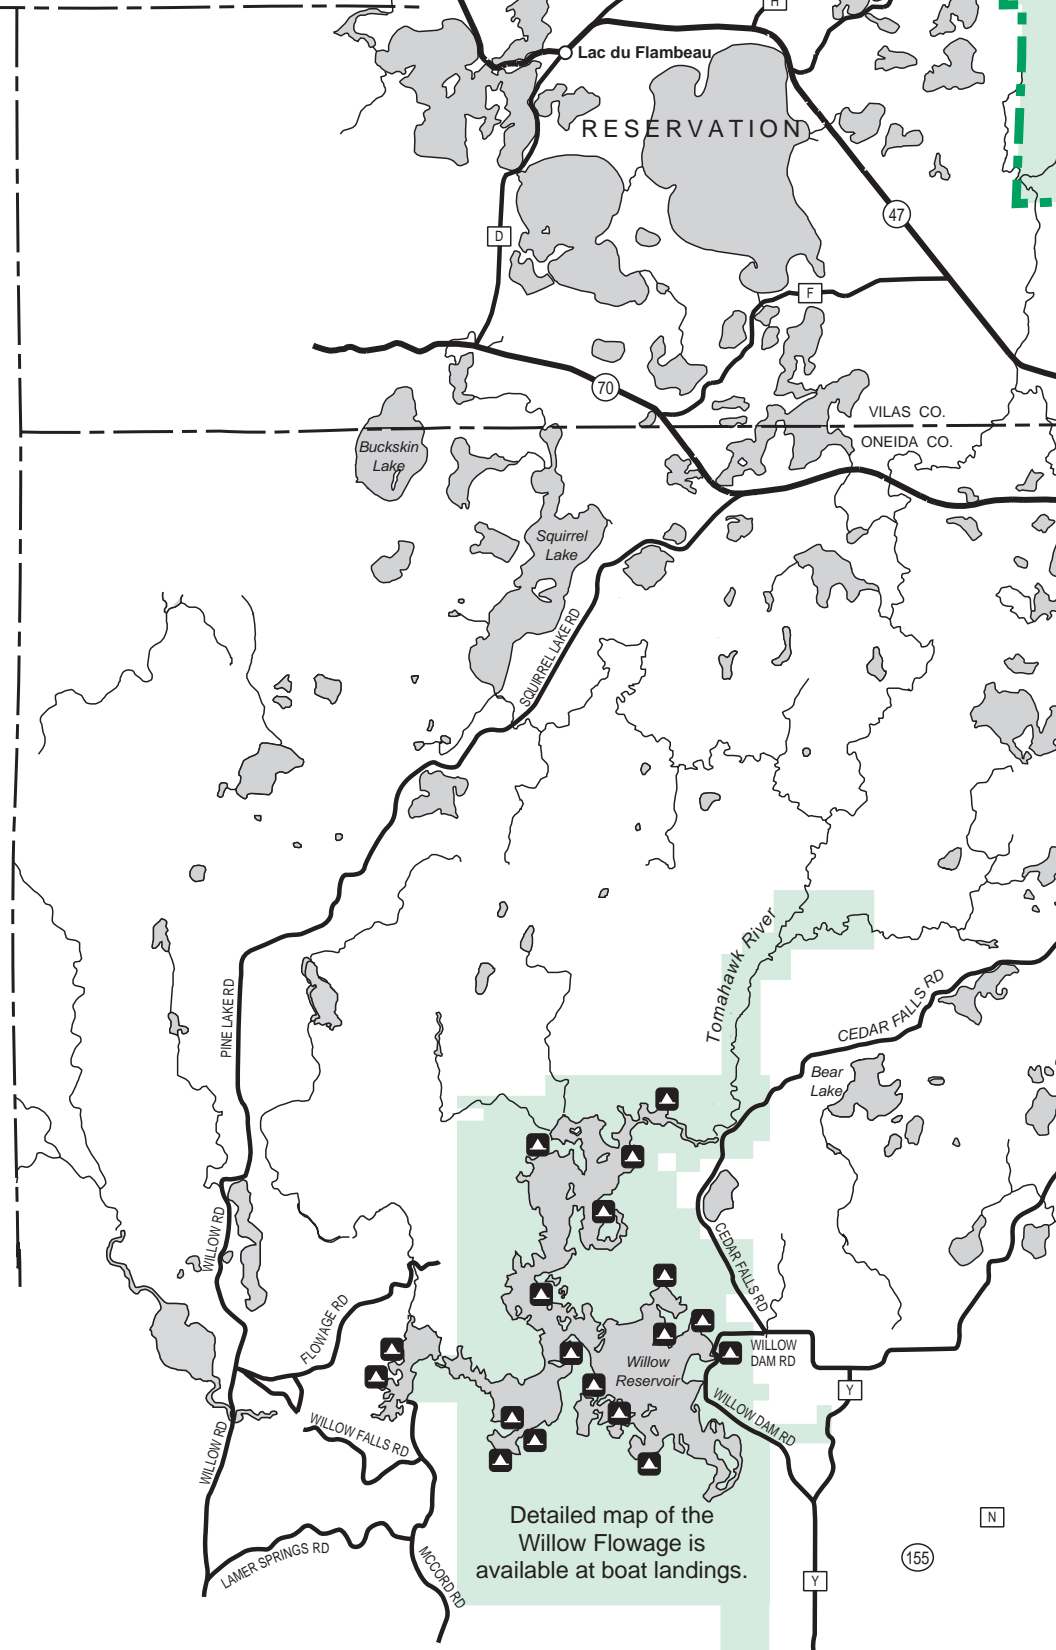 H
Lac du Flambeau
RESERVATION
47
D
F
70
VILAS CO.
ONEIDA CO.
Buckskin
Lake
Squirrel
Lake
SQUIRREL LAKE RD
Tomahawk River
PINE LAKE RD
CEDAR FALLS RD
Bear
Lake
WILLOW RD
CEDAR FALLS RD
FLOWAGE RD
WILLOW
DAM RD
Willow
Reservoir
Y
WILLOW DAM RD
WILLOW FALLS RD
WILLOW RD
Detailed map of the
Willow Flowage is
available at boat landings.
N
155
LAMER SPRINGS RD
MCCORD RD
Y